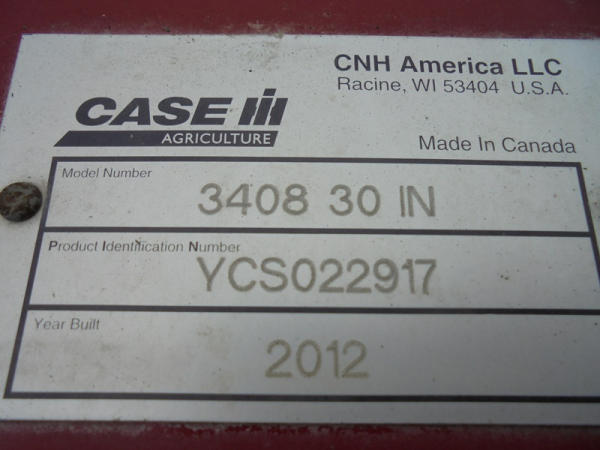 CNH America LLC
Racine, WI 53404 U.S.A.
CASE IH
AGRICULTURE
Made In Canada
Model Number
3408 30 IN
Product Identification Number
YCS022917
Year Built
2012